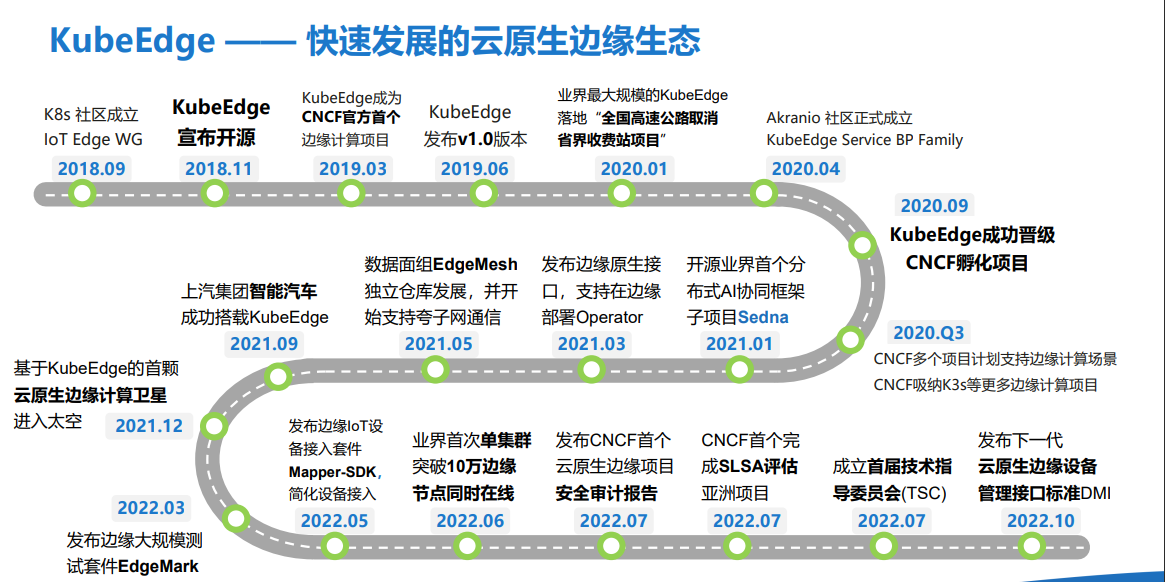 KubeEdge —— 快速发展的云原生边缘生态
K8s 社区成立
IoT Edge WG
2018.09
KubeEdge
宣布开源
2018.11
KubeEdge成为
CNCF官方首个
边缘计算项目
2019.03
KubeEdge
发布v1.0版本
2019.06
业界最大规模的KubeEdge
落地“全国高速公路取消
省界收费站项目”
2020.01
Akranio 社区正式成立
KubeEdge Service BP Family
2020.04
2020.09
KubeEdge成功晋级
CNCF孵化项目
2020.Q3
CNCF多个项目计划支持边缘计算场景
CNCF吸纳K3s等更多边缘计算项目
开源业界首个分
布式AI协同框架
子项目Sedna
2021.01
发布边缘原生接
口，支持在边缘
部署Operator
2021.03
数据面组EdgeMesh
独立仓库发展，并开
始支持夸子网通信
2021.05
上汽集团智能汽车
成功搭载KubeEdge
2021.09
基于KubeEdge的首颗
云原生边缘计算卫星
进入太空
2021.12
2022.03
发布边缘大规模测
试套件EdgeMark
发布边缘IoT设
备接入套件
Mapper-SDK，
简化设备接入
2022.05
业界首次单集群
突破10万边缘
节点同时在线
2022.06
发布CNCF首个
云原生边缘项目
安全审计报告
2022.07
CNCF首个完
成SLSA评估
亚洲项目
2022.07
成立首届技术指
导委员会(TSC)
2022.07
发布下一代
云原生边缘设备
管理接口标准DMI
2022.10